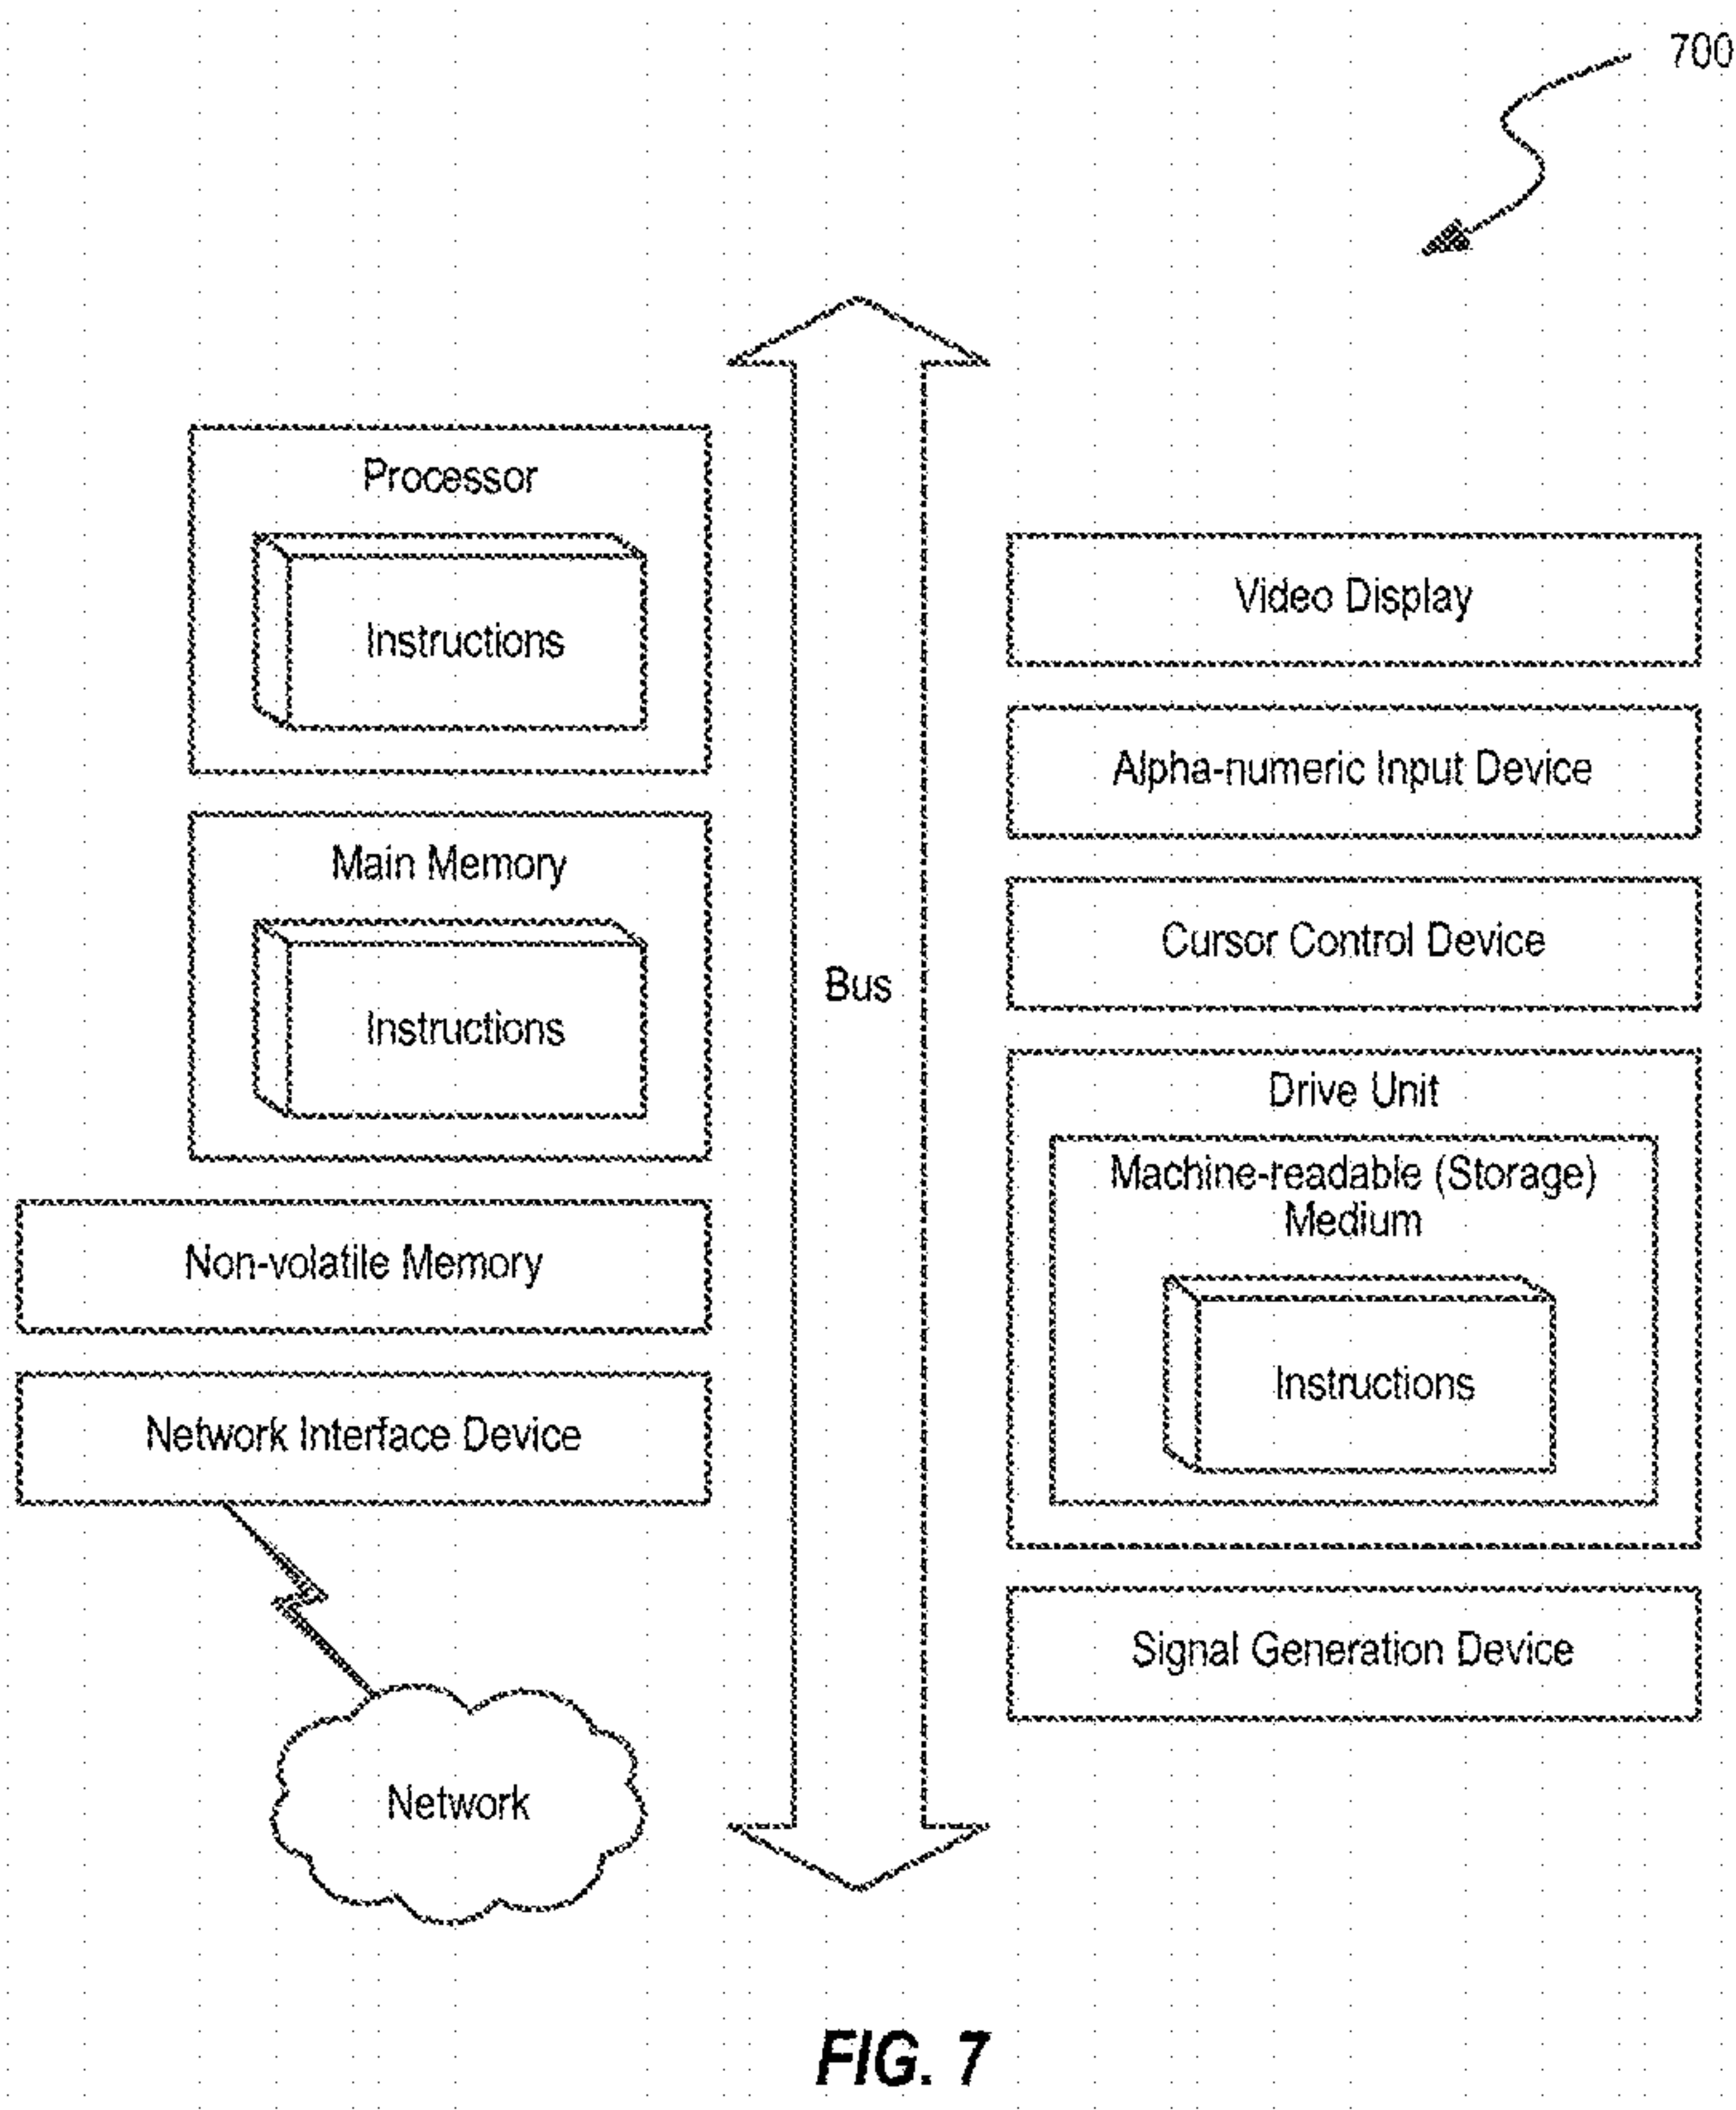 700
Processor
Instructions
Main Memory
Instructions
Non-volatile Memory
Network Interface Device
Network
Bus
Video Display
Alpha-numeric Input Device
Cursor Control Device
Drive Unit
Machine-readable (Storage)
Medium
Instructions
Signal Generation Device
FIG. 7